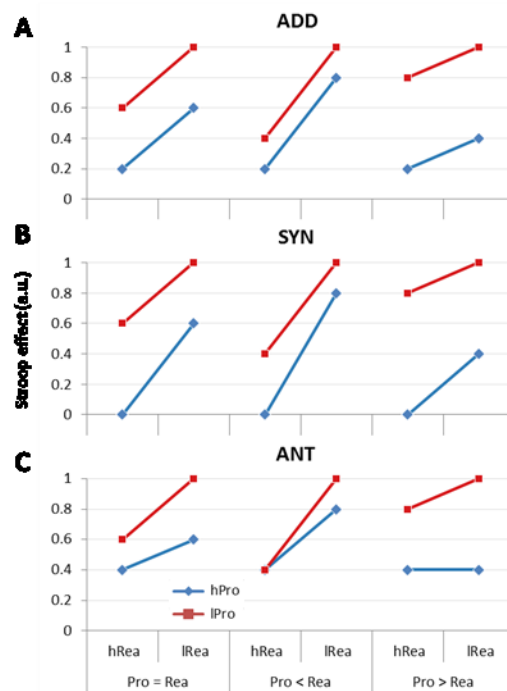 A
ADD
1
0.8
0.6
0.4
0.2
0
B
SYN
1
0.8
0.6
0.4
0.2
0
Stroop effect (a.u.)
C
ANT
1
0.8
0.6
0.4
0.2
0
hPro
lPro
hRea lRea hRea lRea hRea lRea
Pro = Rea Pro < Rea Pro > Rea